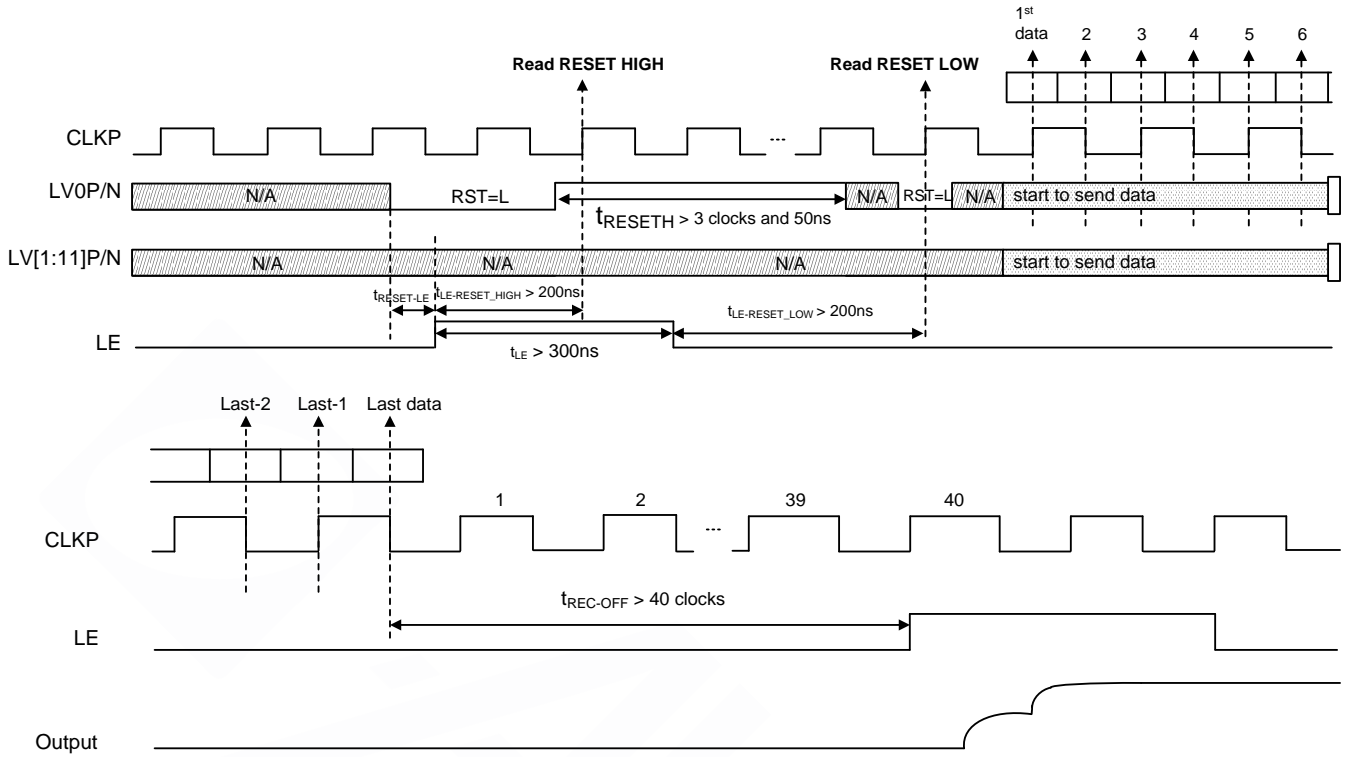 1st
data 2 3 4 5 6
Read RESET HIGH Read RESET LOW
CLKP ---
LV0P/N N/A RST=L N/A RST=L N/A start to send data
tRESETH > 3 clocks and 50ns
LV[1:11]P/N N/A N/A N/A start to send data
tRESET-LE tLE-RESET_HIGH > 200ns tLE-RESET_LOW > 200ns
LE
tLE > 300ns
Last-2 Last-1 Last data
1 2 39 40
CLKP ---
tREC-OFF > 40 clocks
LE
Output